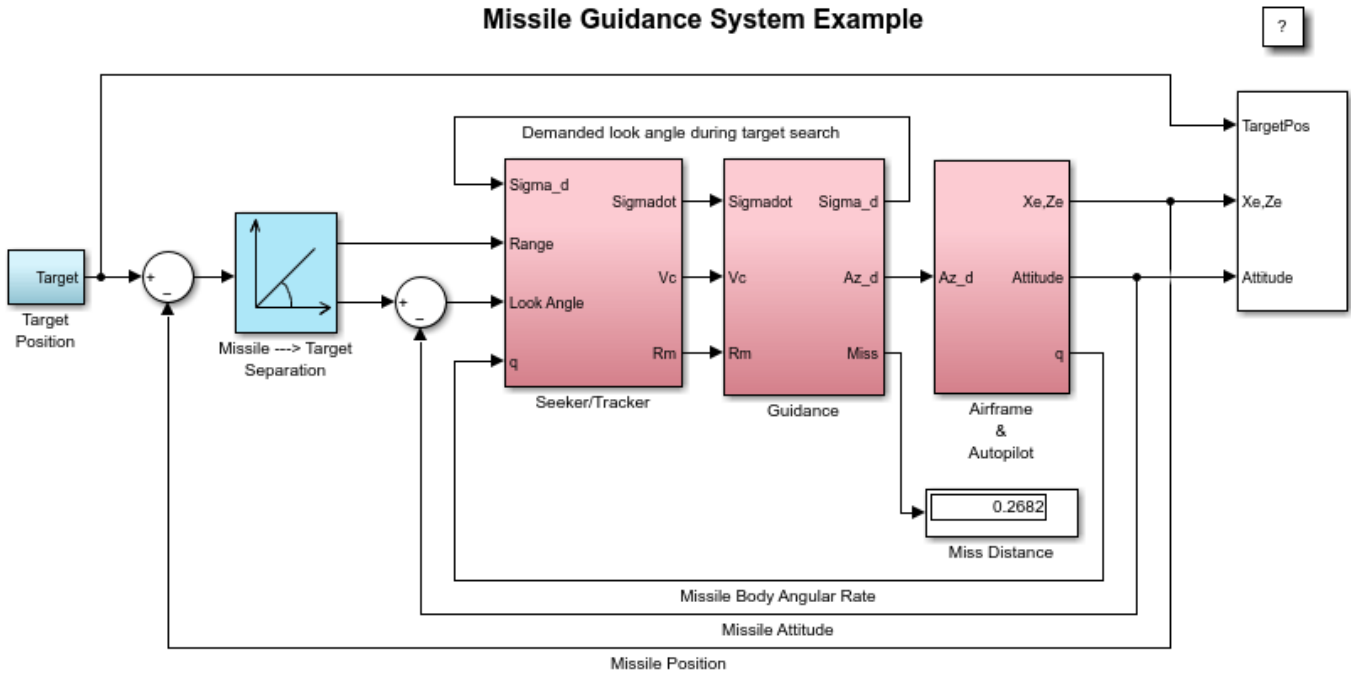 Missile Guidance System Example
?
TargetPos
Xe,Ze
Attitude
Demanded look angle during target search
Target
Target
Position
+
−
Missile ---> Target
Separation
+
−
Sigma_d
Range
Look Angle
q
Sigmadot
Vc
Rm
Seeker/Tracker
Sigmadot
Vc
Rm
Sigma_d
Az_d
Miss
Guidance
Az_d
Xe,Ze
Attitude
q
Airframe
&
Autopilot
0.2682
Miss Distance
Missile Body Angular Rate
Missile Attitude
Missile Position